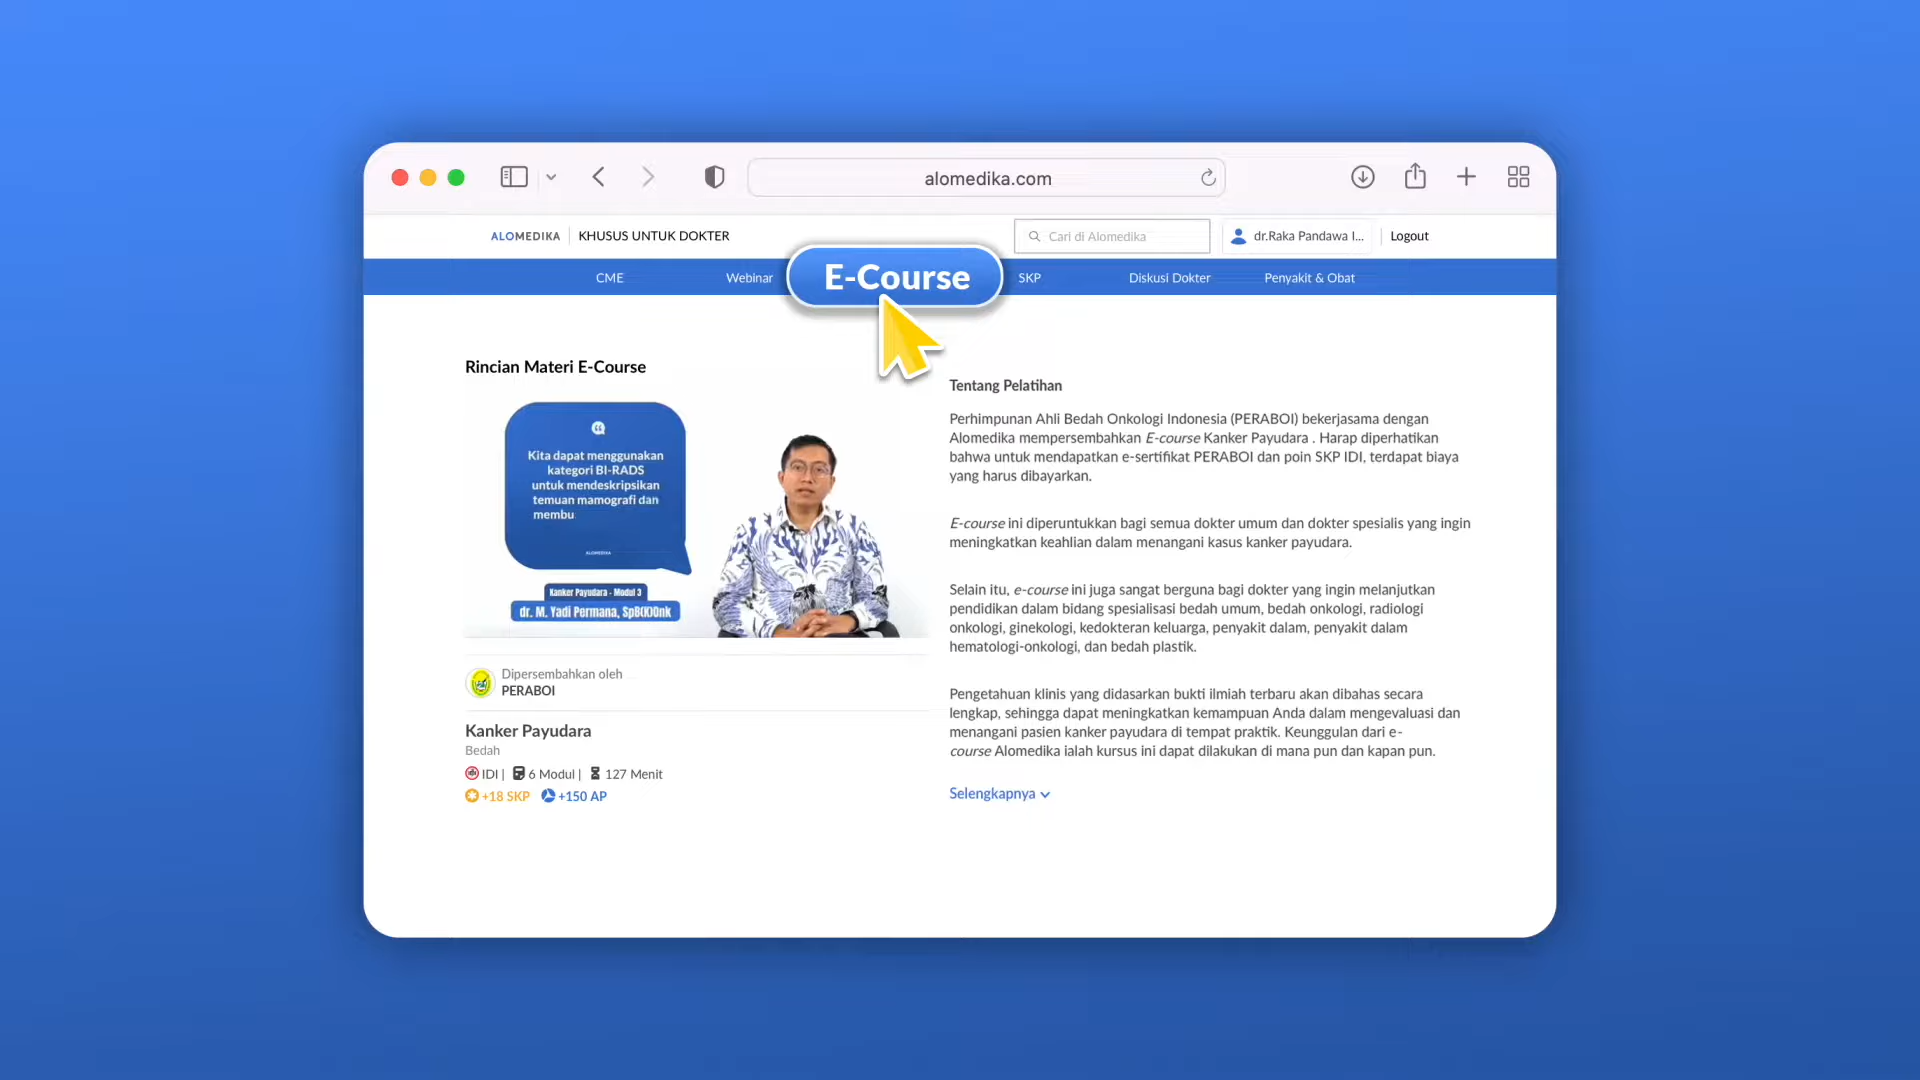 alomedika.com
ALOMEDIKA KHUSUS UNTUK DOKTER
Cari di Alomedika
dr.Raka Pandawa I...
Logout
CME
Webinar
E-Course
SKP
Diskusi Dokter
Penyakit & Obat
Rincian Materi E-Course
Kita dapat menggunakan
kategori BI-RADS
untuk mendeskripsikan
temuan mamografi dan
membu
ALOMEDIKA
Kanker Payudara - Modul 3
dr. M. Yadi Permana, SpB(K)Onk
Dipersembahkan oleh
PERABOI
Kanker Payudara
Bedah
IDI | 6 Modul | 127 Menit
+18 SKP +150 AP
Tentang Pelatihan
Perhimpunan Ahli Bedah Onkologi Indonesia (PERABOI) bekerjasama dengan
Alomedika mempersembahkan E-course Kanker Payudara . Harap diperhatikan
bahwa untuk mendapatkan e-sertifikat PERABOI dan poin SKP IDI, terdapat biaya
yang harus dibayarkan.
E-course ini diperuntukkan bagi semua dokter umum dan dokter spesialis yang ingin
meningkatkan keahlian dalam menangani kasus kanker payudara.
Selain itu, e-course ini juga sangat berguna bagi dokter yang ingin melanjutkan
pendidikan dalam bidang spesialisasi bedah umum, bedah onkologi, radiologi
onkologi, ginekologi, kedokteran keluarga, penyakit dalam, penyakit dalam
hematologi-onkologi, dan bedah plastik.
Pengetahuan klinis yang didasarkan bukti ilmiah terbaru akan dibahas secara
lengkap, sehingga dapat meningkatkan kemampuan Anda dalam mengevaluasi dan
menangani pasien kanker payudara di tempat praktik. Keunggulan dari e-
course Alomedika ialah kursus ini dapat dilakukan di mana pun dan kapan pun.
Selengkapnya